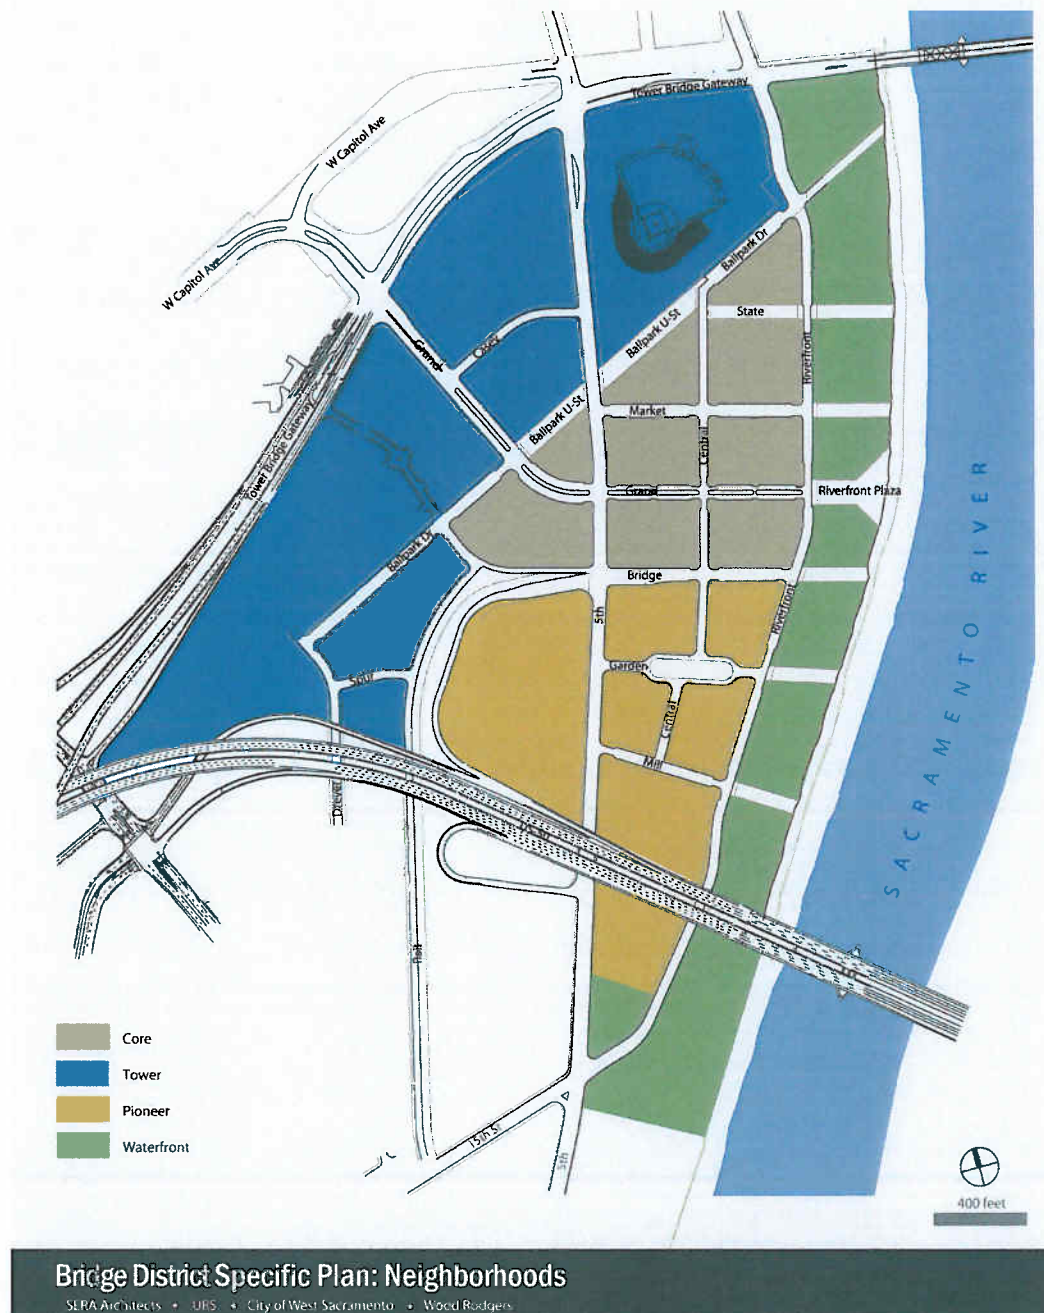 Tower Bridge Gateway
W Capitol Ave
W Capitol Ave
Ballpark Dr
State
Ballpark U-St
Riverfront
Grand
Casey
Tower Bridge Gateway
Market
Ballpark U-St
Central
Grand
Riverfront Plaza
Ballpark Dr
Bridge
5th
Riverfront
Garden
Spur
Central
Mill
Drever
US 50
SACRAMENTO RIVER
Rail
15th St
5th
Core
Tower
Pioneer
Waterfront
400 feet
Bridge District Specific Plan: Neighborhoods
SERA Architects • URS • City of West Sacramento • Wood Rodgers